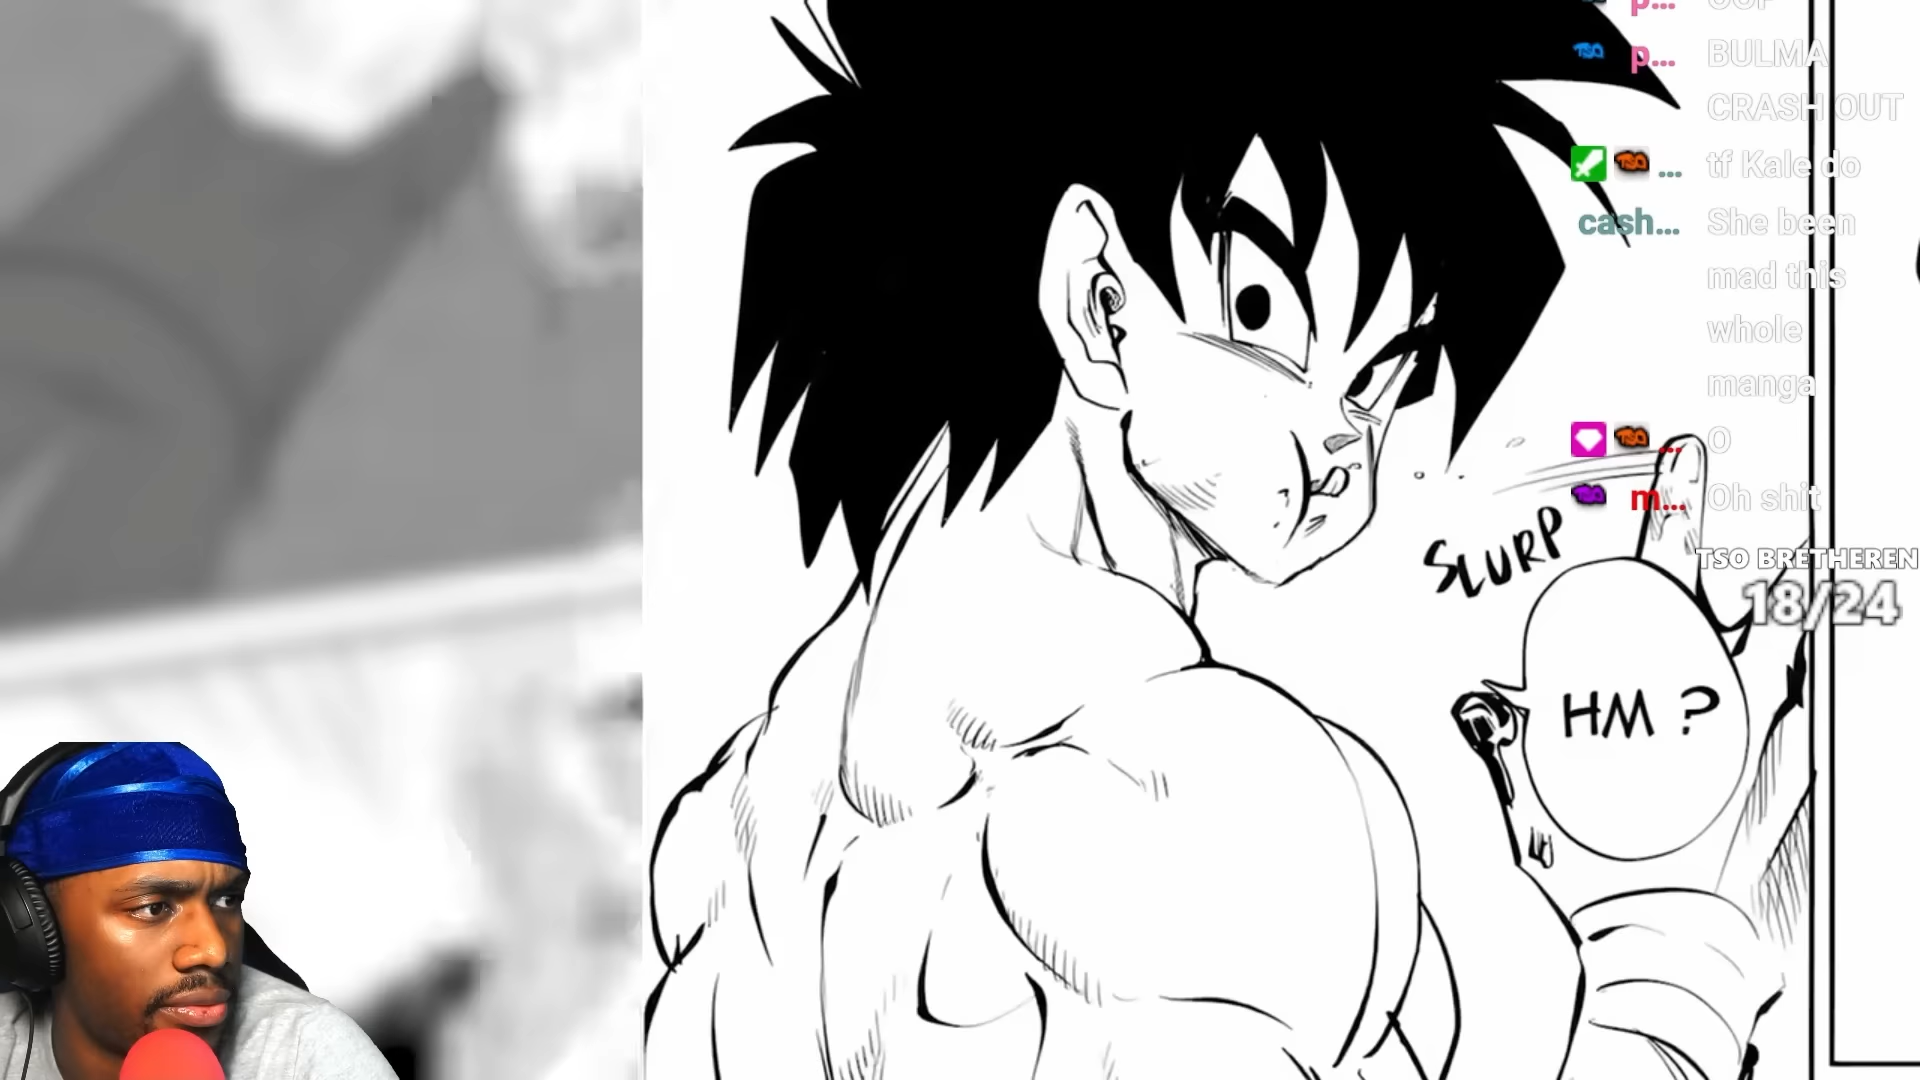 OOP
BULMA
CRASH OUT
tf Kale do
cash... She been
mad this
whole
manga
O
m... Oh shit
p...
p...
SLURP
TSO BRETHEREN
18/24
HM ?